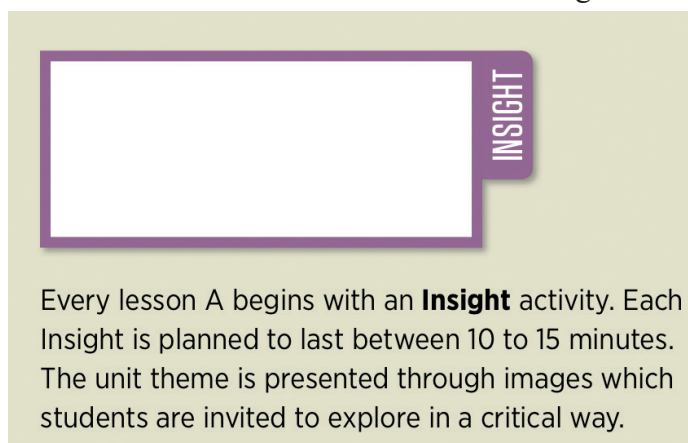 INSIGHT
Every lesson A begins with an Insight activity. Each
Insight is planned to last between 10 to 15 minutes.
The unit theme is presented through images which
students are invited to explore in a critical way.